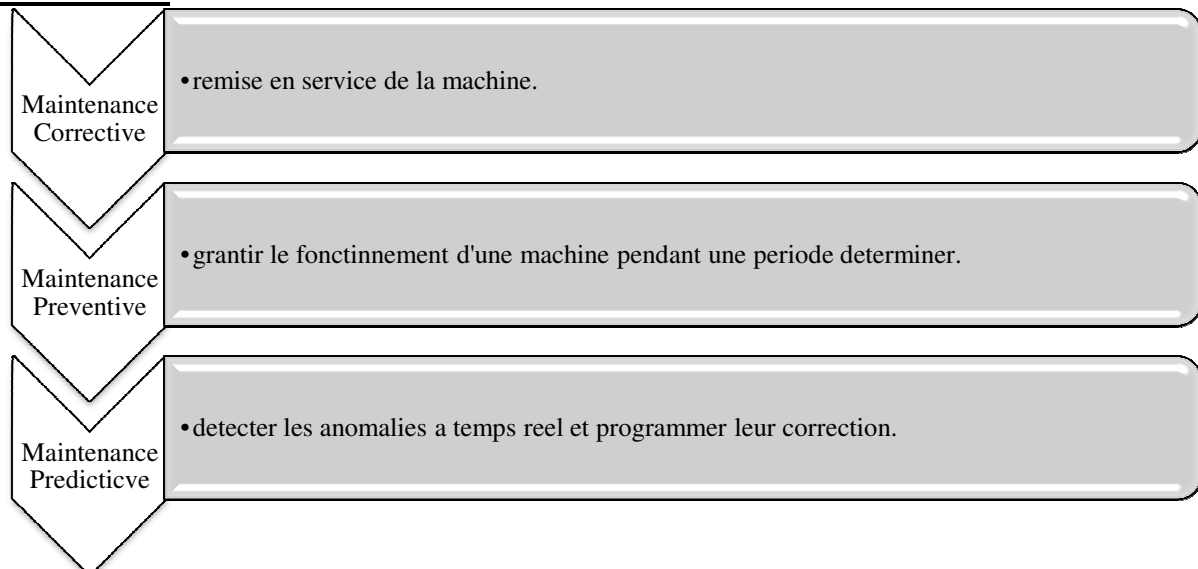 Maintenance
Corrective
•remise en service de la machine.
Maintenance
Preventive
•grantir le fonctinnement d'une machine pendant une periode determiner.
Maintenance
Predicticve
•detecter les anomalies a temps reel et programmer leur correction.